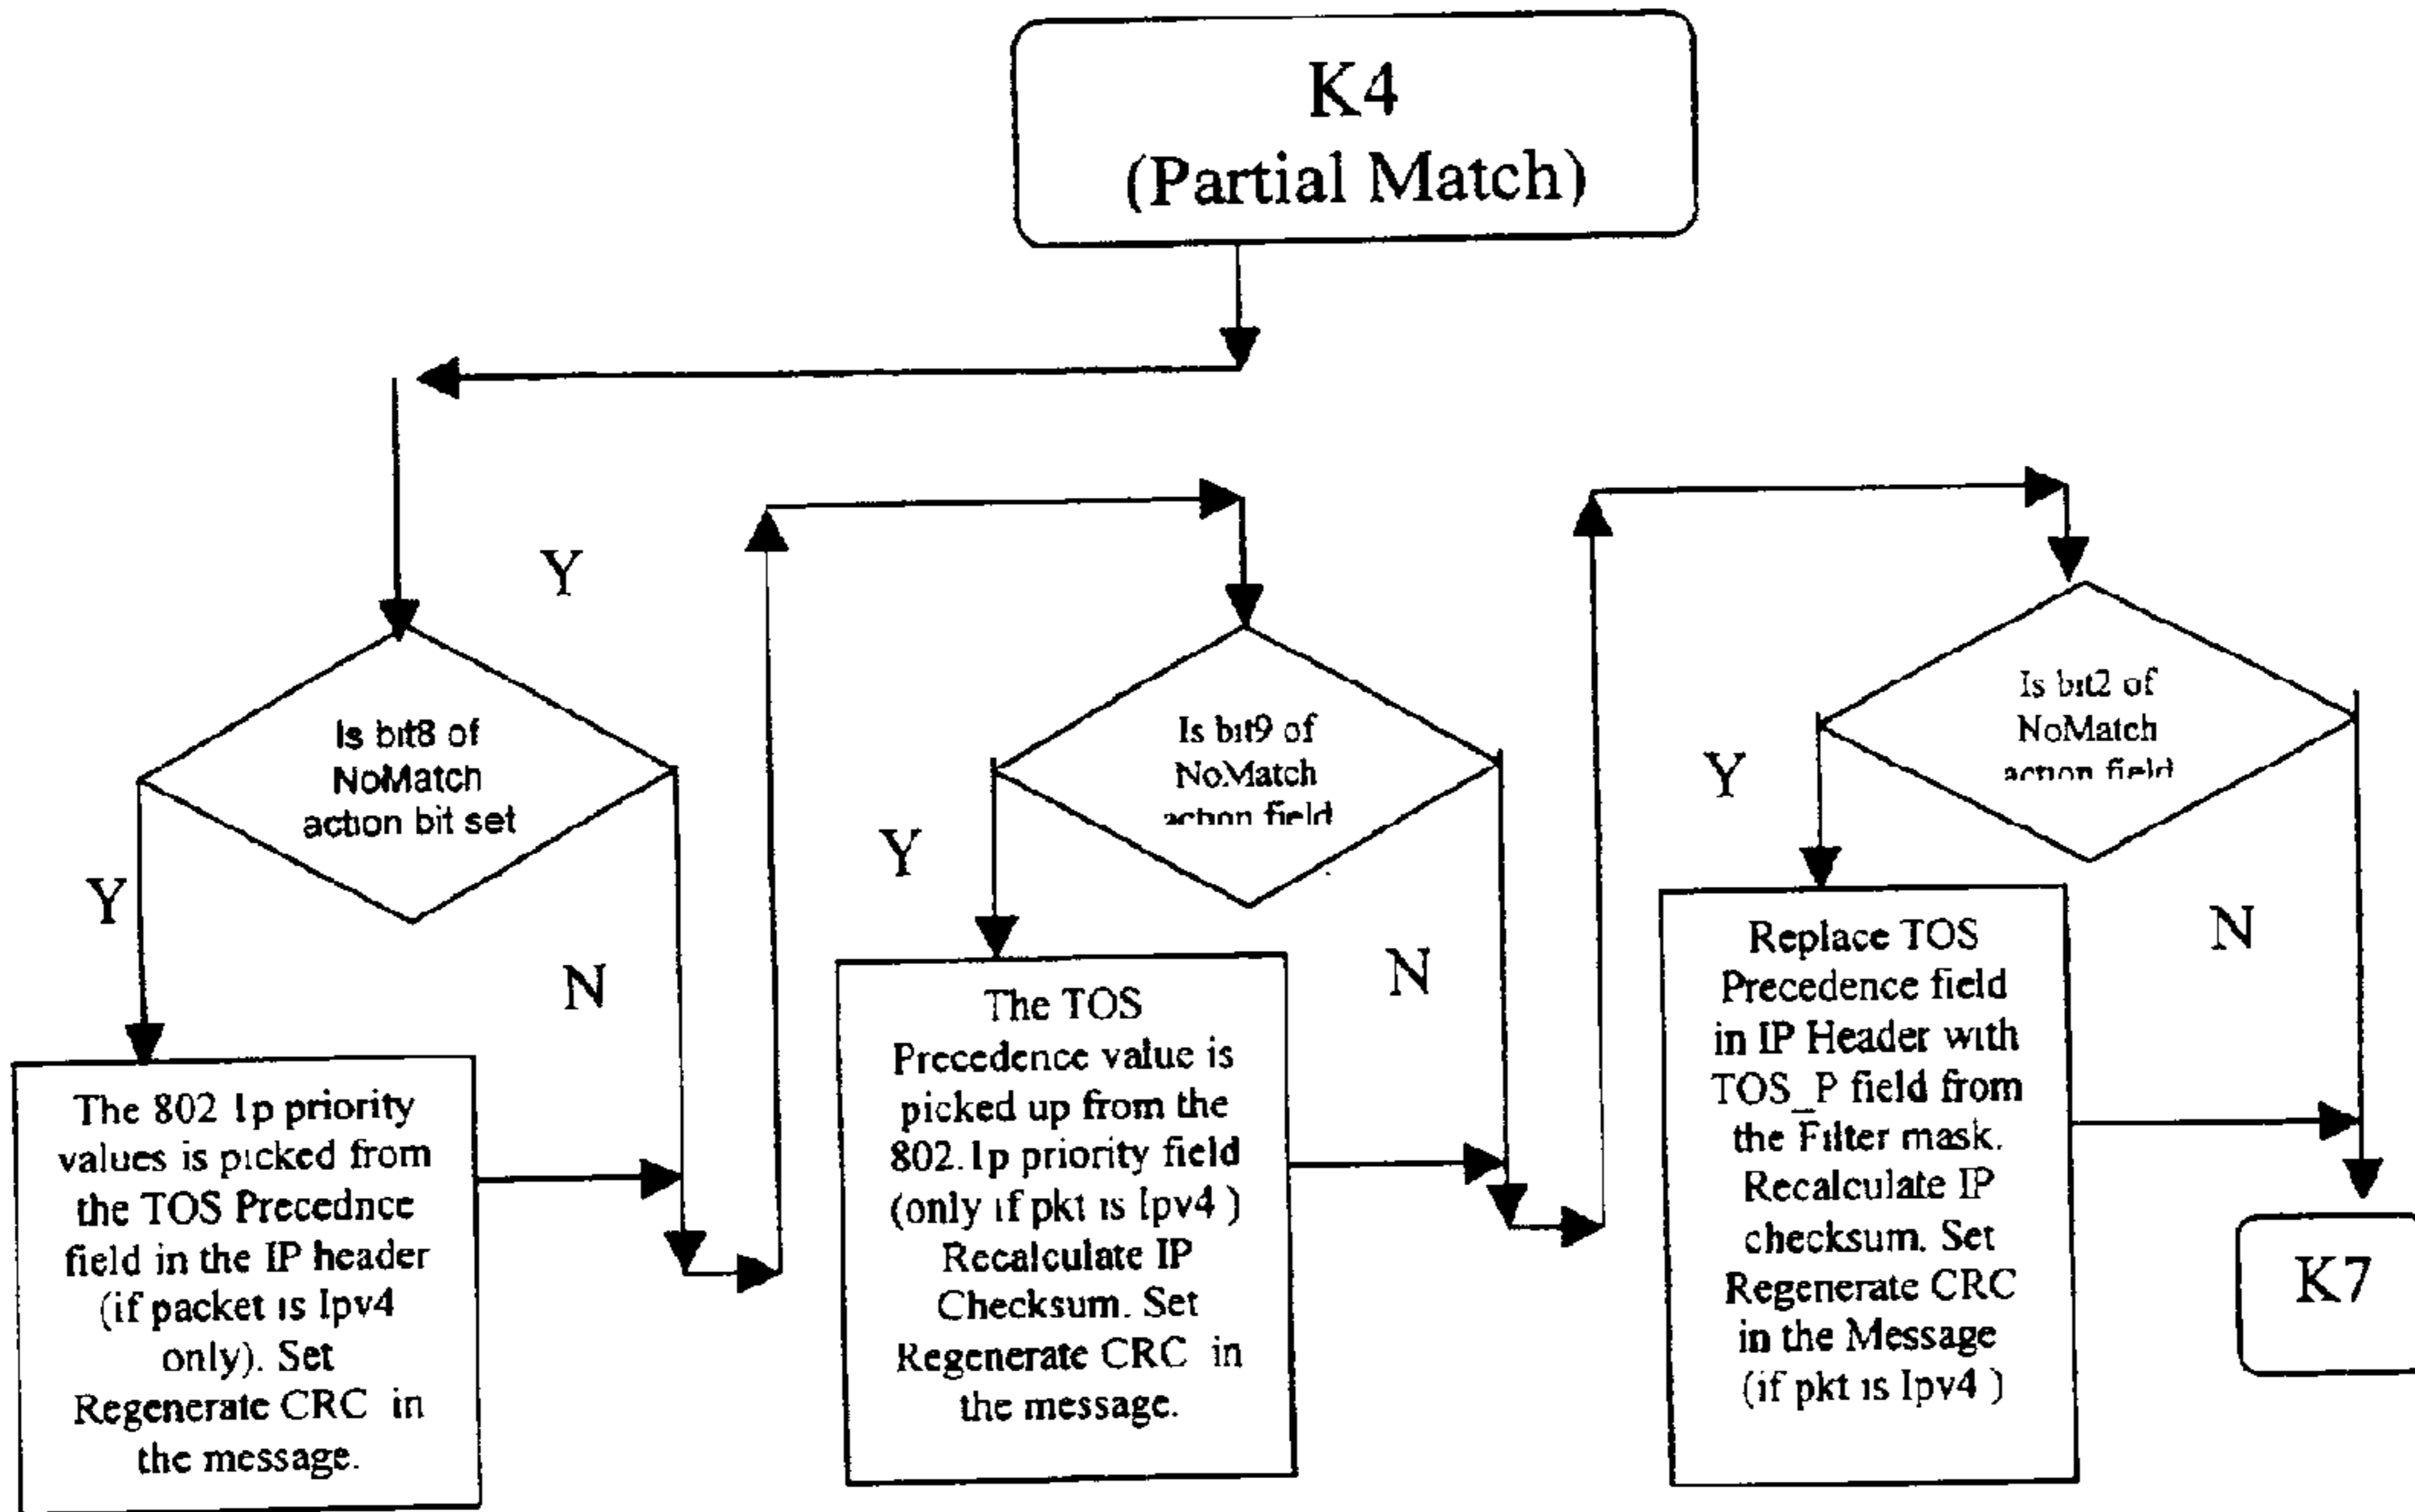 K4
(Partial Match)
Y
Is bit8 of
NoMatch
action bit set
Y
N
The 802 1p priority
values is picked from
the TOS Precednce
field in the IP header
(if packet is Ipv4
only). Set
Regenerate CRC in
the message.
Is bit9 of
NoMatch
action field
Y
N
The TOS
Precedence value is
picked up from the
802.1p priority field
(only if pkt is Ipv4 )
Recalculate IP
Checksum. Set
Regenerate CRC in
the message.
Is bit2 of
NoMatch
action field
Y
N
Replace TOS
Precedence field
in IP Header with
TOS_P field from
the Filter mask.
Recalculate IP
checksum. Set
Regenerate CRC
in the Message
(if pkt is Ipv4 )
K7